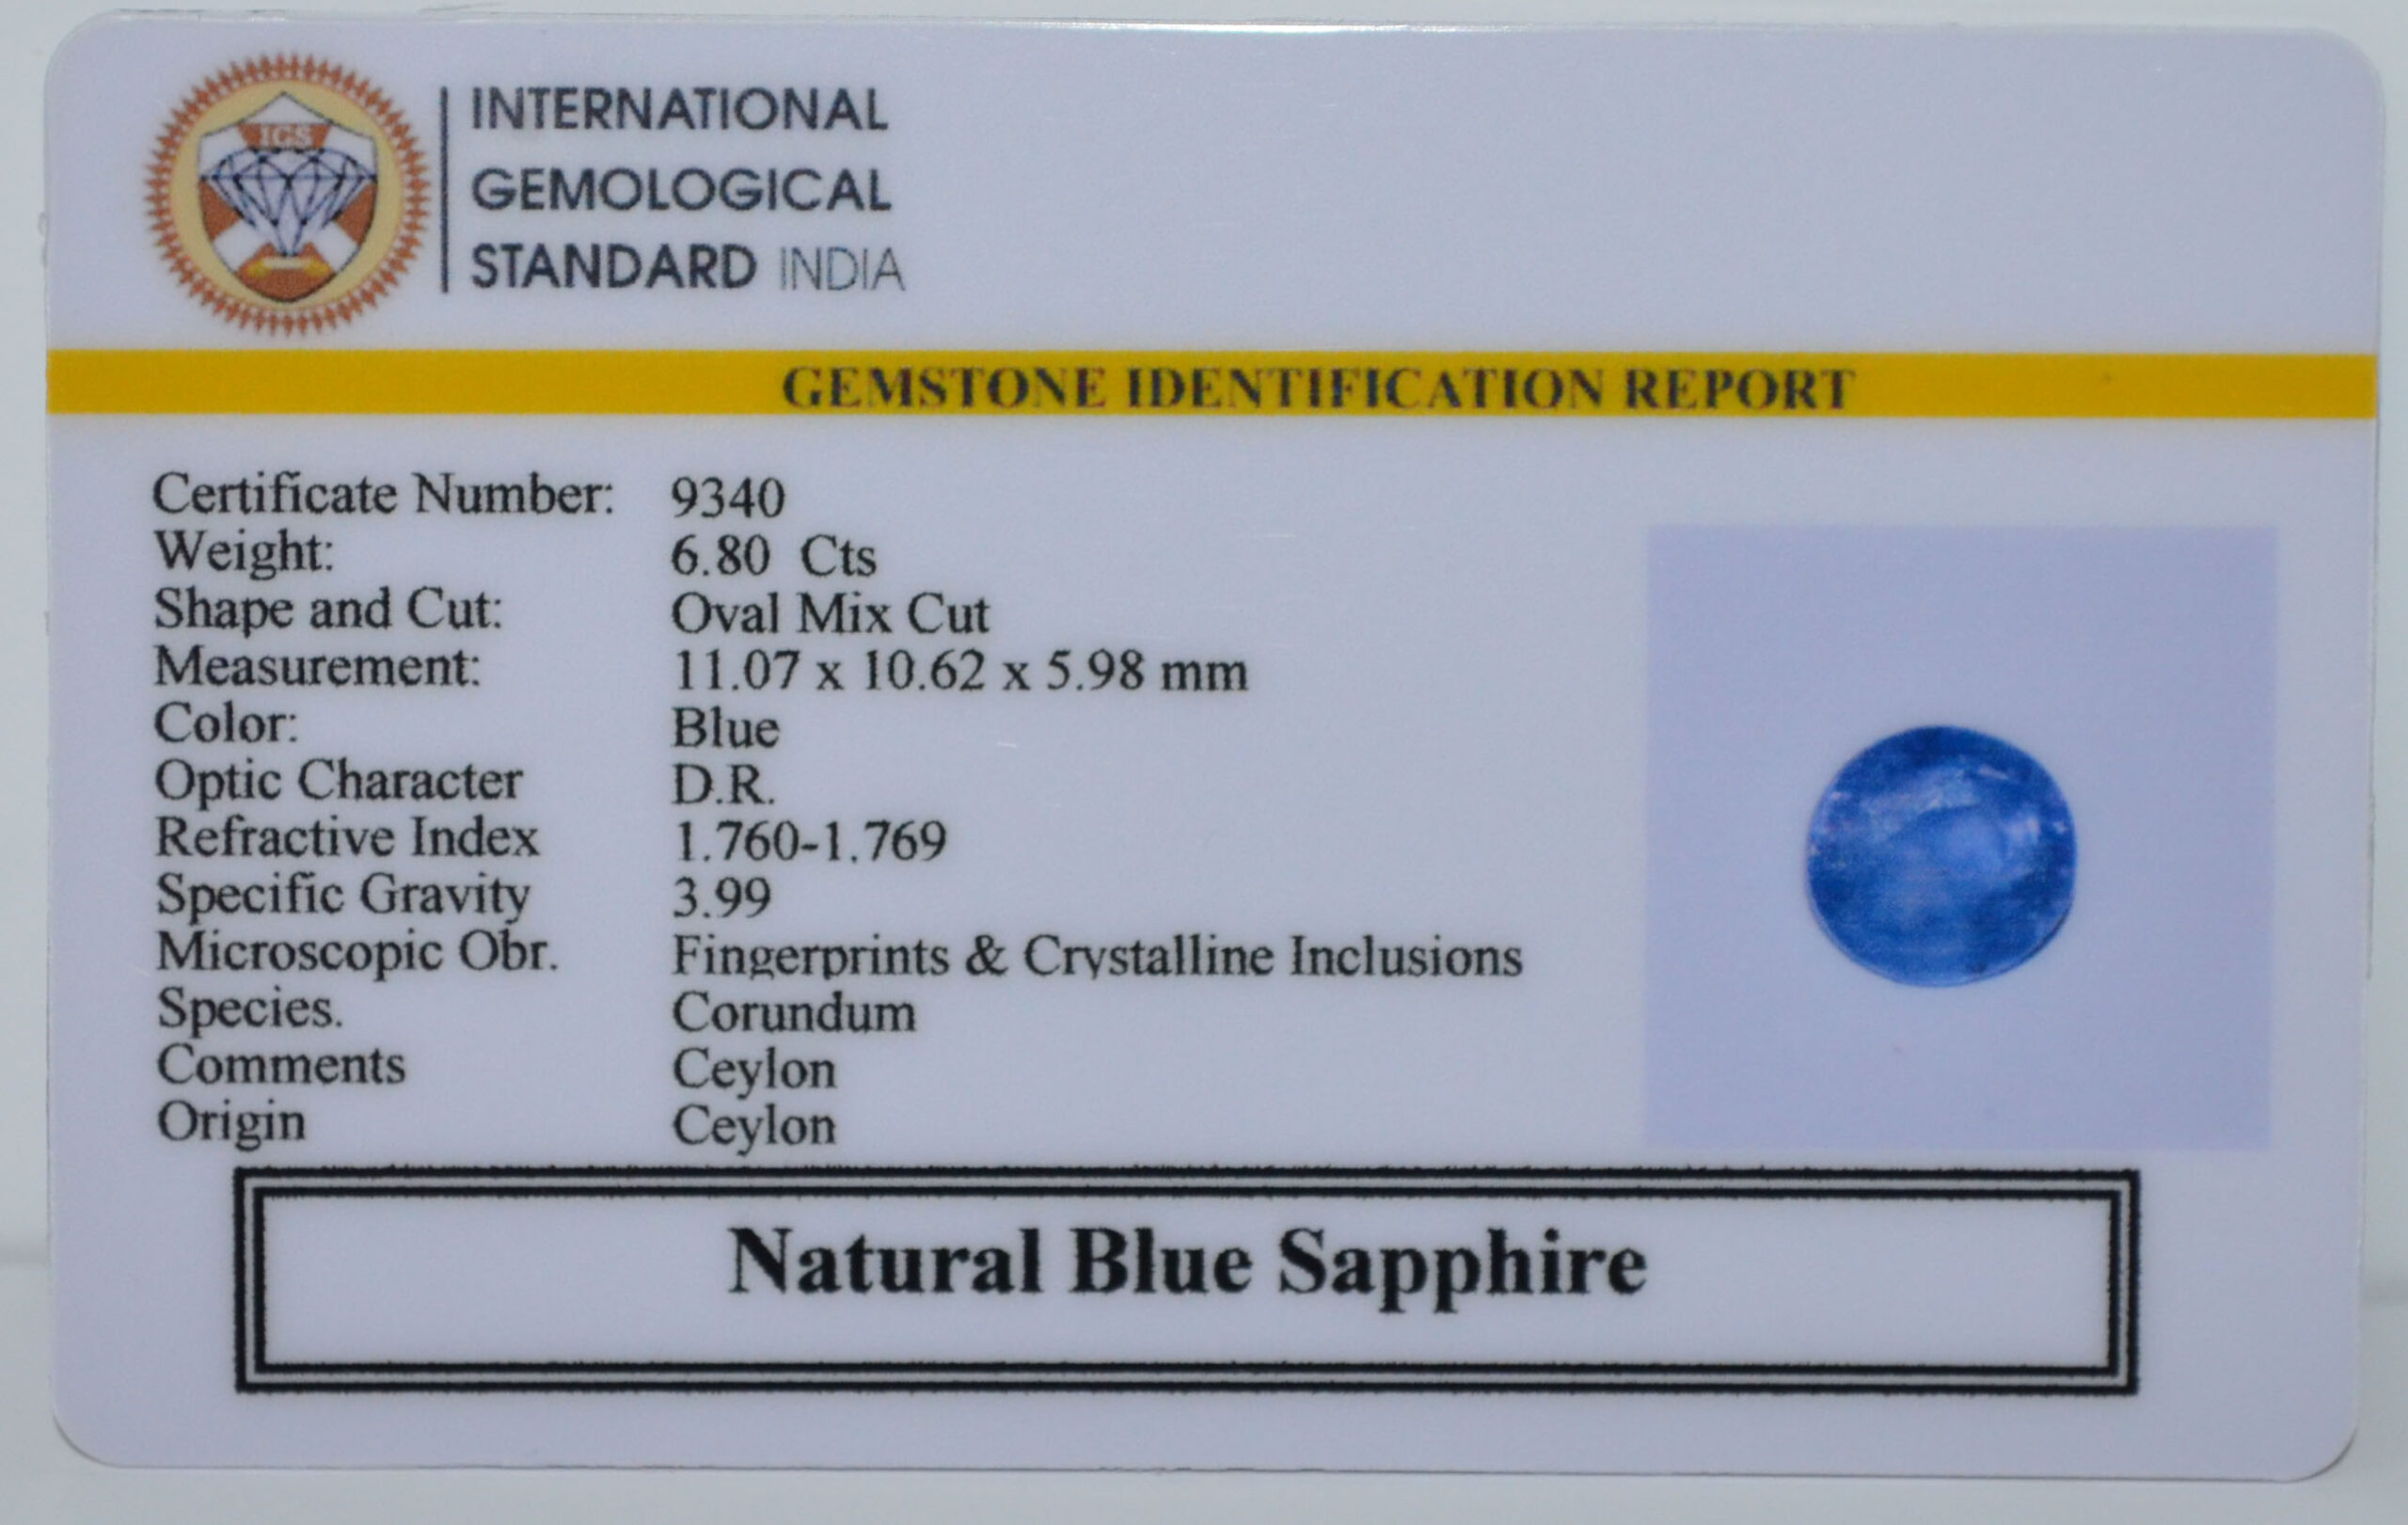 IGS
INTERNATIONAL
GEMOLOGICAL
STANDARD INDIA
GEMSTONE IDENTIFICATION REPORT
Certificate Number: 9340
Weight: 6.80 Cts
Shape and Cut: Oval Mix Cut
Measurement: 11.07 x 10.62 x 5.98 mm
Color: Blue
Optic Character D.R.
Refractive Index 1.760-1.769
Specific Gravity 3.99
Microscopic Obr. Fingerprints & Crystalline Inclusions
Species. Corundum
Comments Ceylon
Origin Ceylon
Natural Blue Sapphire